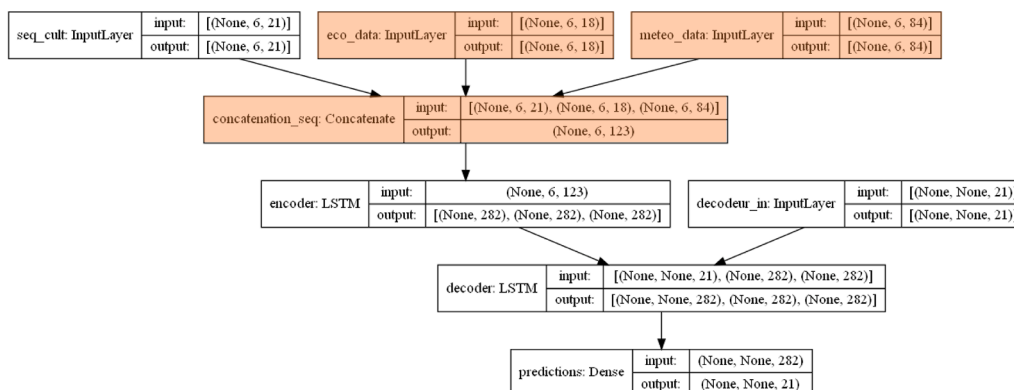 seq_cult: InputLayer
input:
[(None, 6, 21)]
output:
[(None, 6, 21)]
eco_data: InputLayer
input:
[(None, 6, 18)]
output:
[(None, 6, 18)]
meteo_data: InputLayer
input:
[(None, 6, 84)]
output:
[(None, 6, 84)]
concatenation_seq: Concatenate
input:
[(None, 6, 21), (None, 6, 18), (None, 6, 84)]
output:
(None, 6, 123)
encoder: LSTM
input:
(None, 6, 123)
output:
[(None, 282), (None, 282), (None, 282)]
decodeur_in: InputLayer
input:
[(None, None, 21)]
output:
[(None, None, 21)]
decoder: LSTM
input:
[(None, None, 21), (None, 282), (None, 282)]
output:
[(None, None, 282), (None, 282), (None, 282)]
predictions: Dense
input:
(None, None, 282)
output:
(None, None, 21)